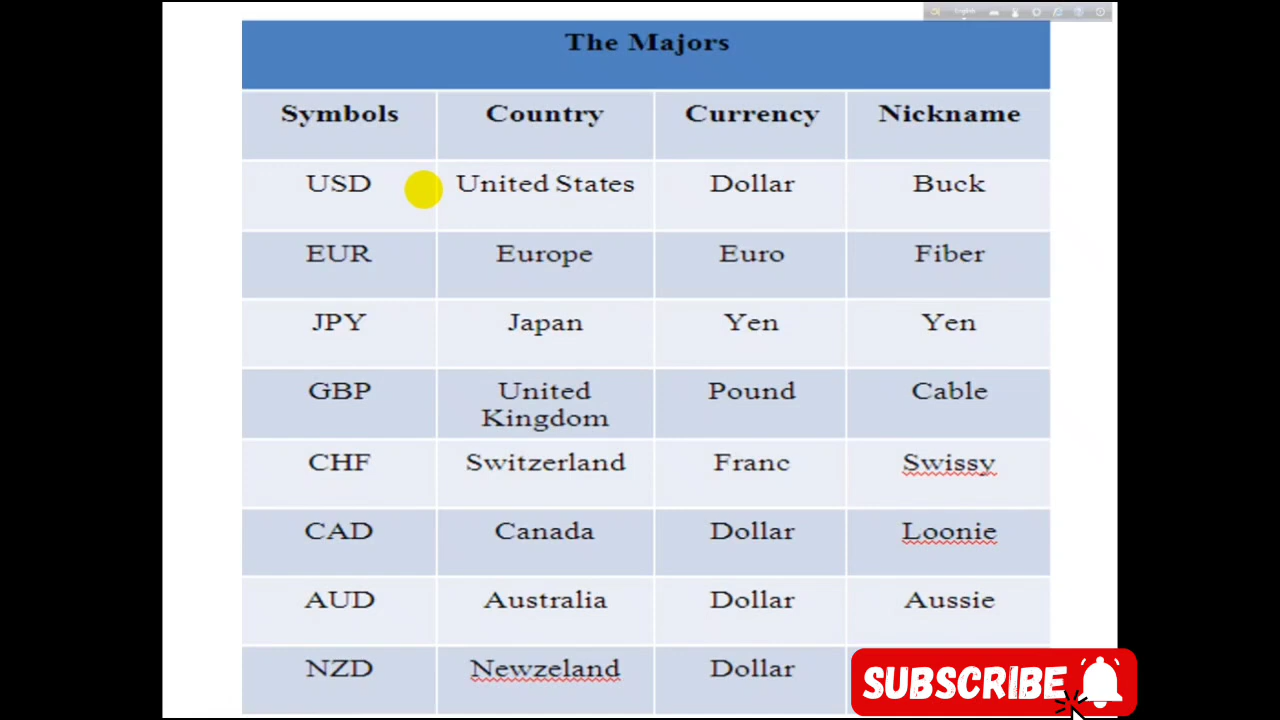 The Majors
Symbols Country Currency Nickname
USD United States Dollar Buck
EUR Europe Euro Fiber
JPY Japan Yen Yen
GBP United Kingdom Pound Cable
CHF Switzerland Franc Swissy
CAD Canada Dollar Loonie
AUD Australia Dollar Aussie
NZD Newzeland Dollar
SUBSCRIBE